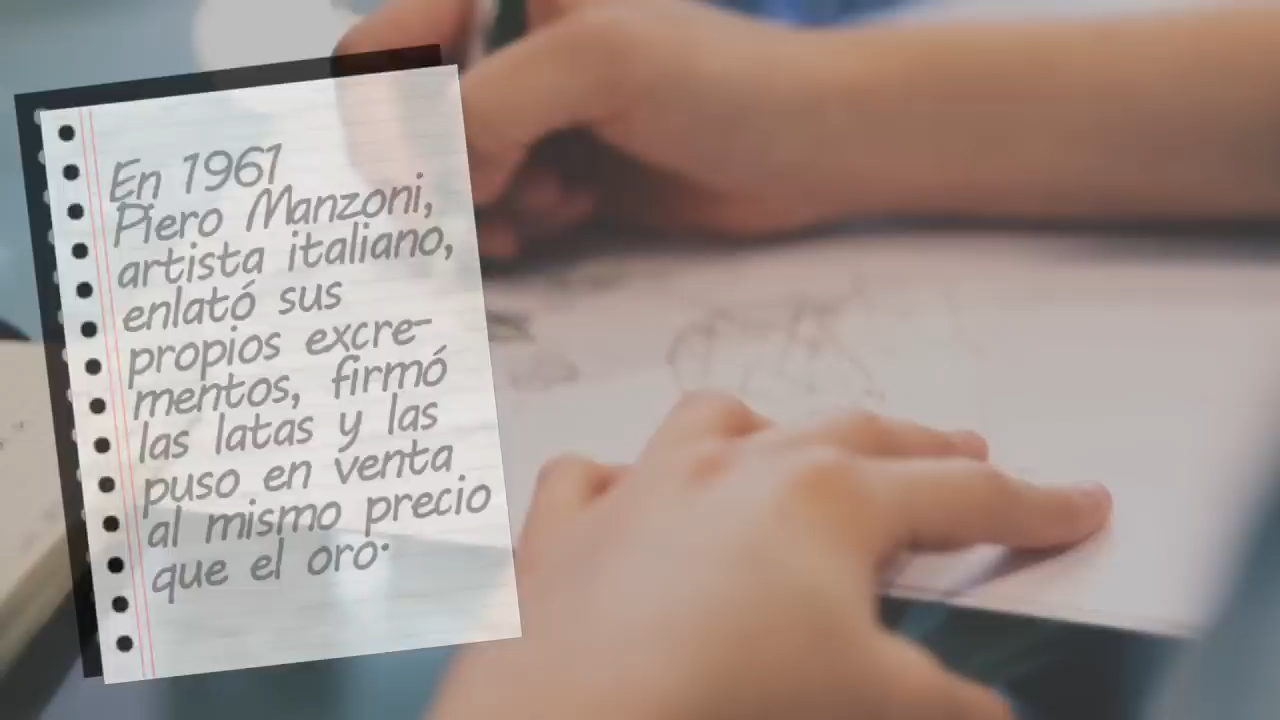 En 1961
Piero Manzoni,
artista italiano,
enlató sus
propios excre-
mentos, firmó
las latas y las
puso en venta
al mismo precio
que el oro.